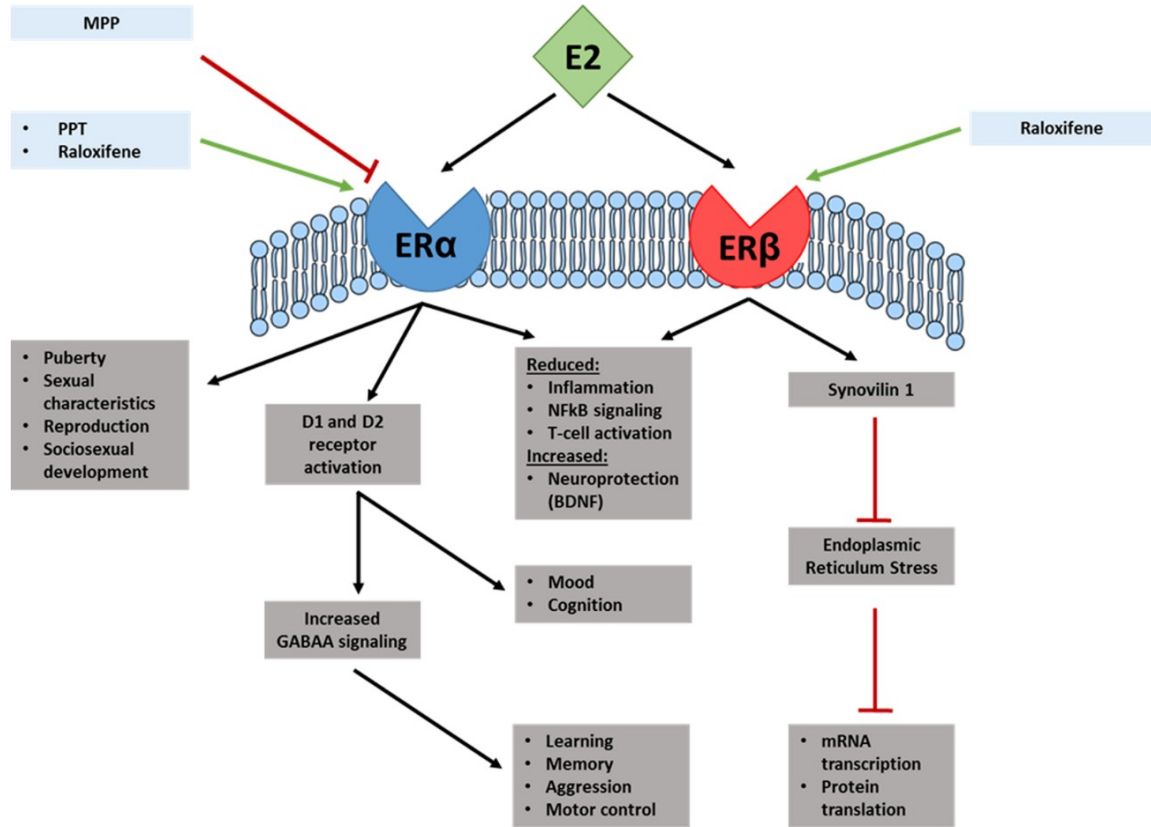 MPP
E2
• PPT
• Raloxifene
Raloxifene
ERα
ERβ
• Puberty
• Sexual
characteristics
• Reproduction
• Sociosexual
development
D1 and D2
receptor
activation
Reduced:
• Inflammation
• NFkB signaling
• T-cell activation
Increased:
• Neuroprotection
(BDNF)
Synovilin 1
Endoplasmic
Reticulum Stress
• Mood
• Cognition
Increased
GABAA signaling
• Learning
• Memory
• Aggression
• Motor control
• mRNA
transcription
• Protein
translation